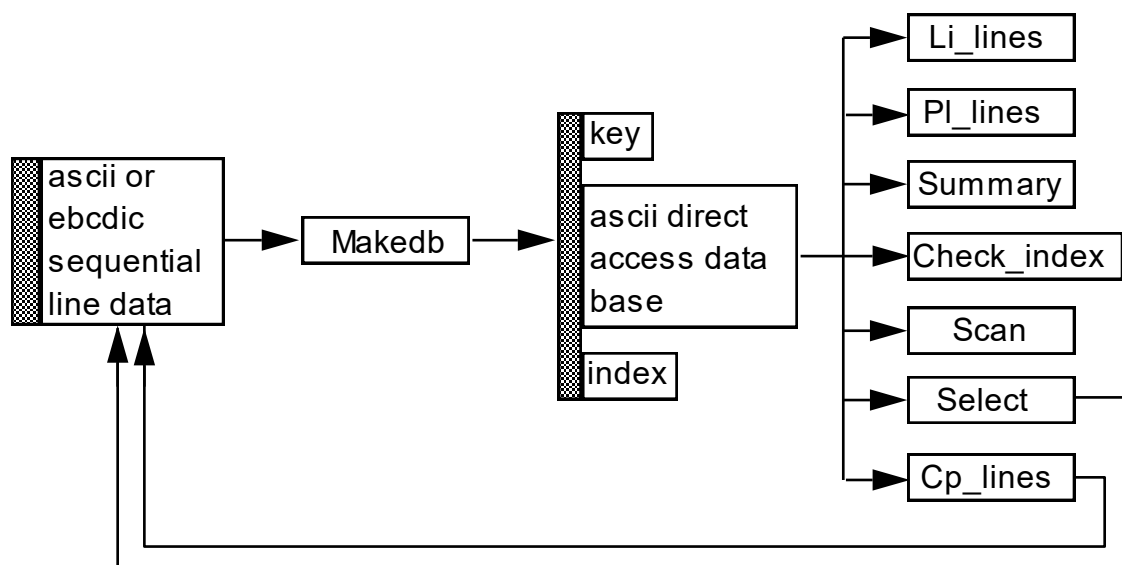 ascii or
ebcdic
sequential
line data
Makedb
key
ascii direct
access data
base
index
Li_lines
Pl_lines
Summary
Check_index
Scan
Select
Cp_lines